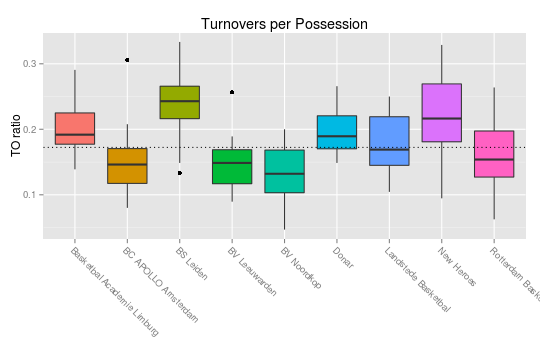 Turnovers per Possession
TO ratio
0.3
0.2
0.1
Basketbal Academie Limburg
BC APOLLO Amsterdam
BS Leiden
BV Leeuwarden
BV Noordkop
Donar
Landstede Basketbal
New Heroes
Rotterdam Bask